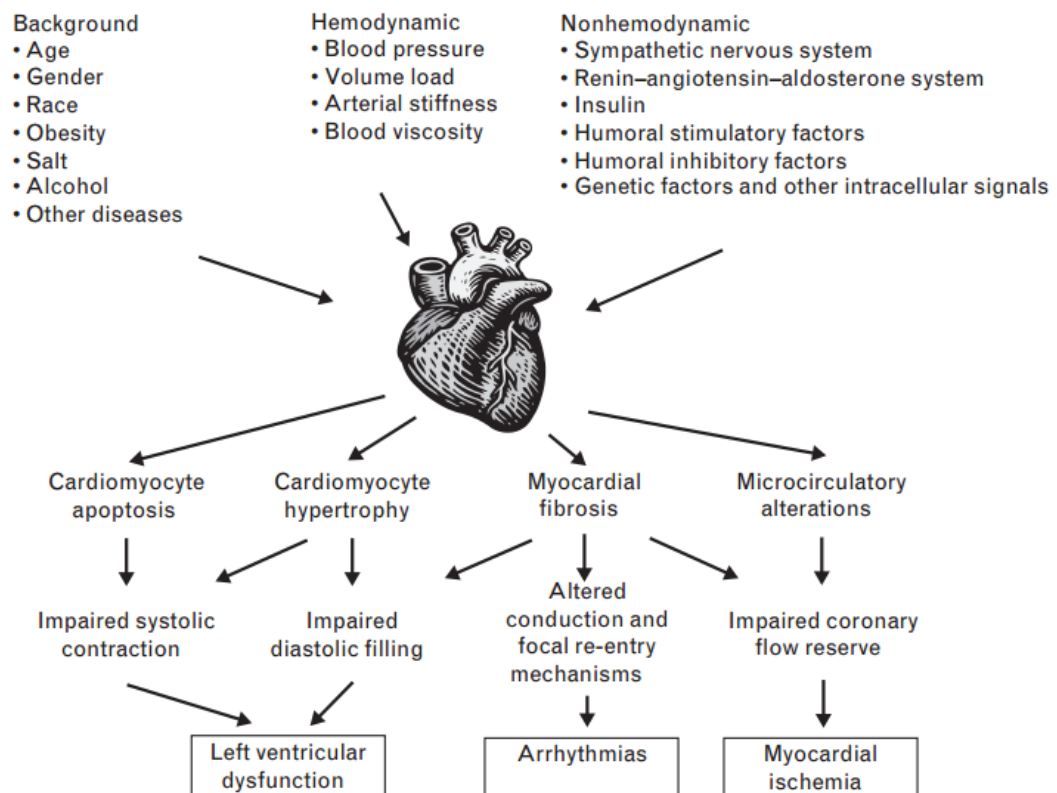 Background
• Age
• Gender
• Race
• Obesity
• Salt
• Alcohol
• Other diseases
Hemodynamic
• Blood pressure
• Volume load
• Arterial stiffness
• Blood viscosity
Nonhemodynamic
• Sympathetic nervous system
• Renin–angiotensin–aldosterone system
• Insulin
• Humoral stimulatory factors
• Humoral inhibitory factors
• Genetic factors and other intracellular signals
Cardiomyocyte
apoptosis
Cardiomyocyte
hypertrophy
Myocardial
fibrosis
Microcirculatory
alterations
Impaired systolic
contraction
Impaired
diastolic filling
Altered
conduction and
focal re-entry
mechanisms
Impaired coronary
flow reserve
Left ventricular
dysfunction
Arrhythmias
Myocardial
ischemia